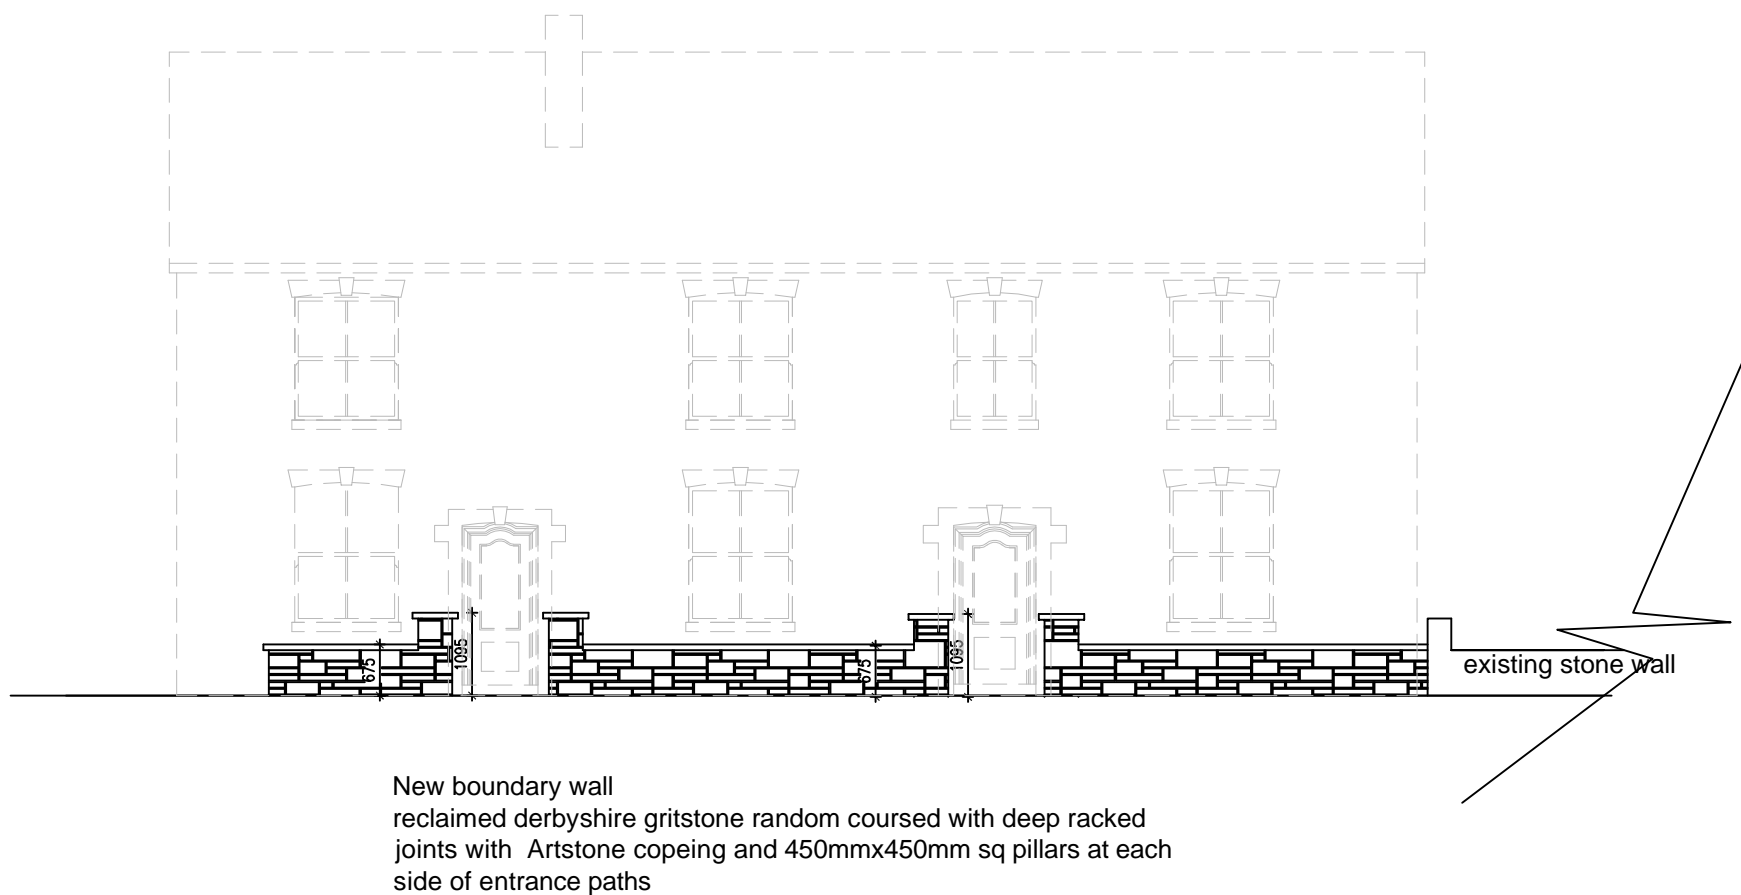 675
1095
675
1095
existing stone wall
New boundary wall
reclaimed derbyshire gritstone random coursed with deep racked
joints with Artstone copeing and 450mmx450mm sq pillars at each
side of entrance paths